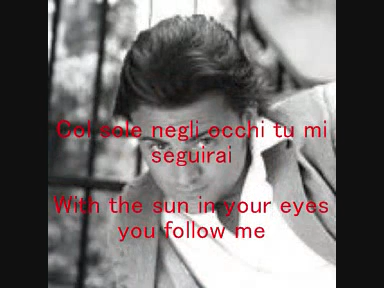 Col sole negli occhi tu mi
seguirai
With the sun in your eyes
you follow me